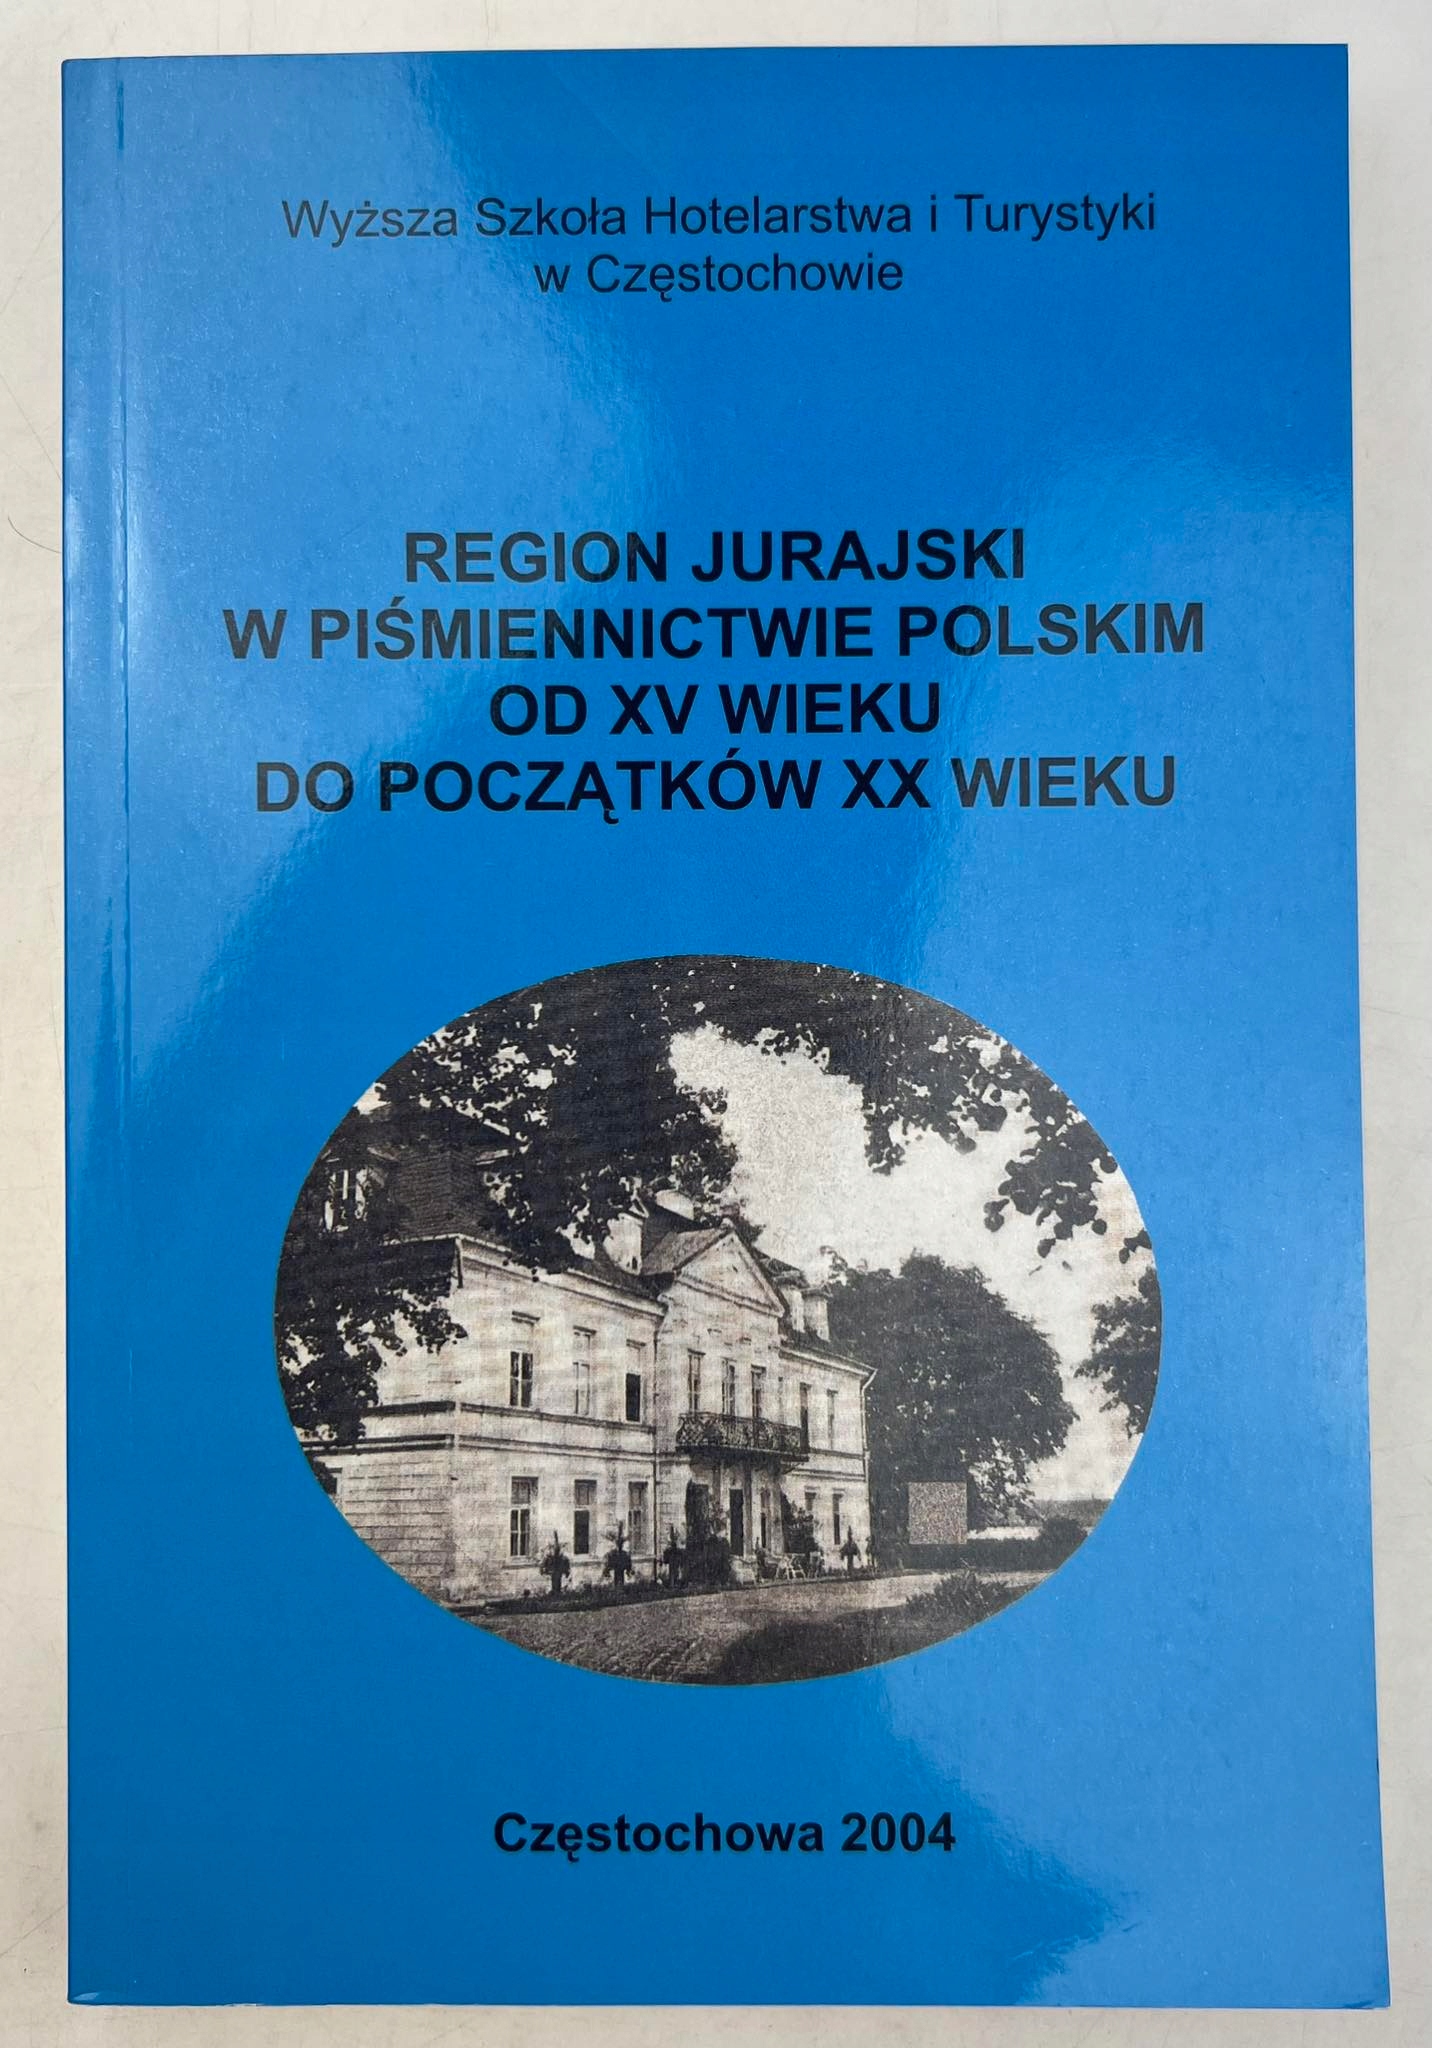 Wyższa Szkoła Hotelarstwa i Turystyki
w Częstochowie
REGION JURAJSKI
W PIŚMIENNICTWIE POLSKIM
OD XV WIEKU
DO POCZĄTKÓW XX WIEKU
Częstochowa 2004